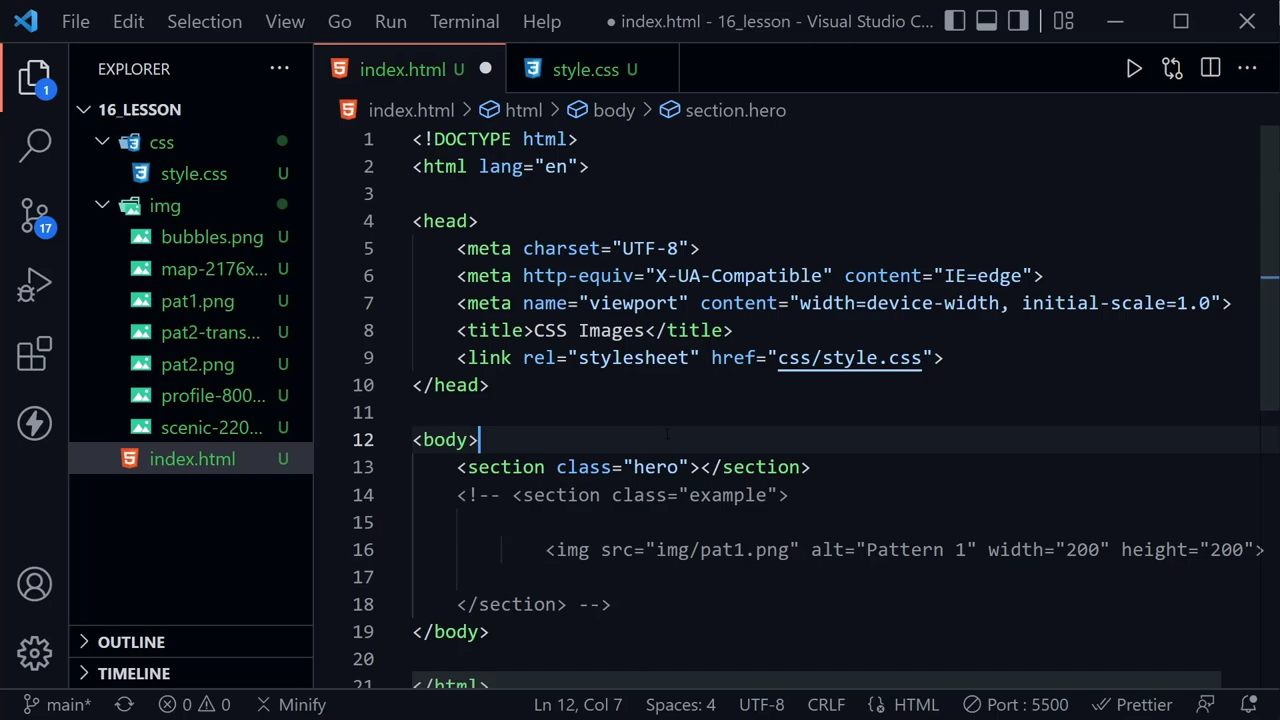 File Edit Selection View Go Run Terminal Help ● index.html - 16_lesson - Visual Studio C...
EXPLORER
index.html U
style.css U
1
16_LESSON
css
style.css U
img
bubbles.png U
map-2176x... U
pat1.png U
pat2-trans... U
pat2.png U
profile-800... U
scenic-220... U
index.html U
17
OUTLINE
TIMELINE
index.html > html > body > section.hero
1 <!DOCTYPE html>
2 <html lang="en">
3
4 <head>
5 <meta charset="UTF-8">
6 <meta http-equiv="X-UA-Compatible" content="IE=edge">
7 <meta name="viewport" content="width=device-width, initial-scale=1.0">
8 <title>CSS Images</title>
9 <link rel="stylesheet" href="css/style.css">
10 </head>
11
12 <body>
13 <section class="hero"></section>
14 <!-- <section class="example">
15
16 <img src="img/pat1.png" alt="Pattern 1" width="200" height="200">
17
18 </section> -->
19 </body>
20
21 </html>
main* 0 0 Minify Ln 12, Col 7 Spaces: 4 UTF-8 CRLF HTML Port : 5500 Prettier